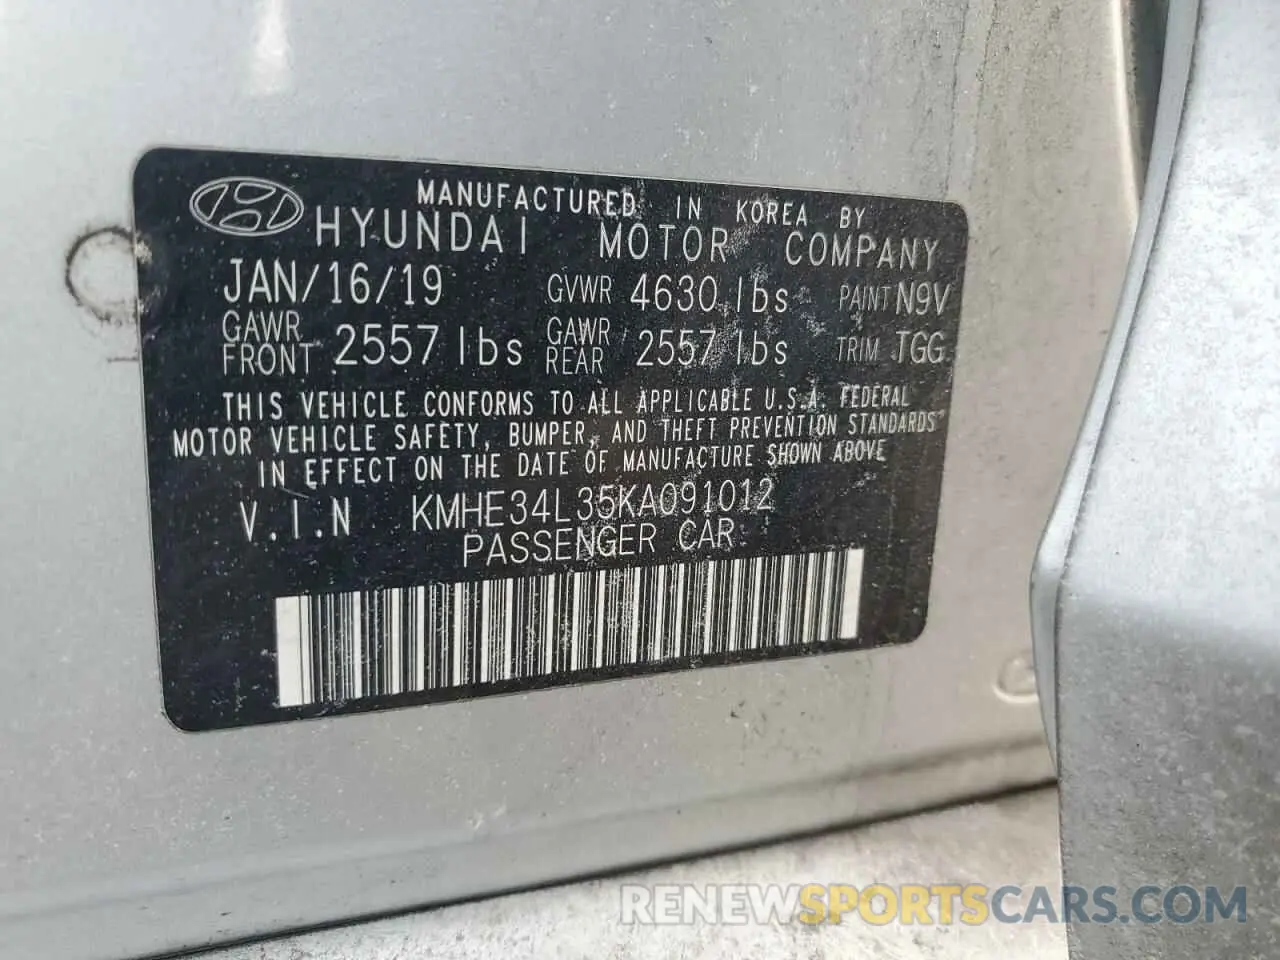 MANUFACTURED IN KOREA BY
HYUNDAI MOTOR COMPANY
JAN/16/19 GVWR 4630 lbs PAINT N9V
GAWR FRONT 2557 lbs GAWR REAR 2557 lbs TRIM TGG
THIS VEHICLE CONFORMS TO ALL APPLICABLE U.S.A. FEDERAL
MOTOR VEHICLE SAFETY, BUMPER, AND THEFT PREVENTION STANDARDS
IN EFFECT ON THE DATE OF MANUFACTURE SHOWN ABOVE
V.I.N KMHE34L35KA091012
PASSENGER CAR
RENEWSPORTSCARS.COM